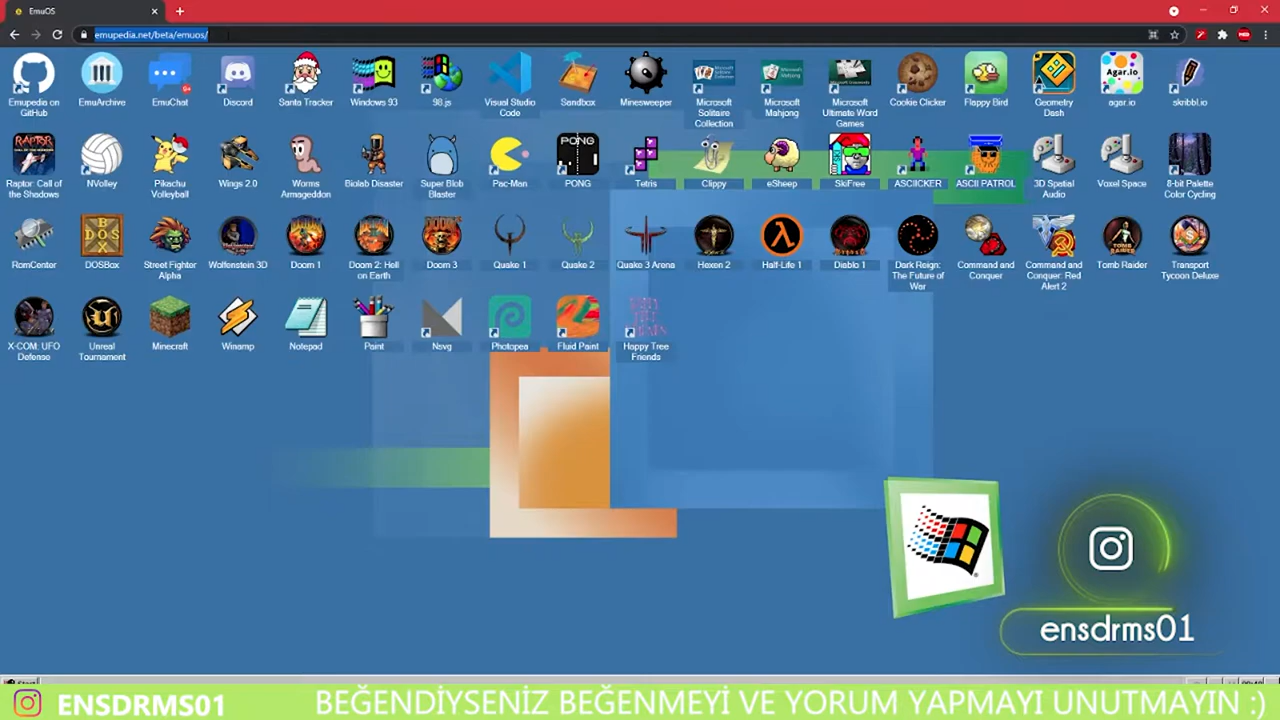 EmuOS
emupedia.net/beta/emuos/
Emupedia on GitHub
EmuArchive
EmuChat
Discord
Santa Tracker
Windows 93
98.js
Visual Studio Code
Sandbox
Minesweeper
Microsoft Solitaire Collection
Microsoft Mahjong
Microsoft Ultimate Word Games
Cookie Clicker
Flappy Bird
Geometry Dash
Agar.io
agar.io
skribbl.io
RAPTOR
Raptor: Call of the Shadows
NVolley
Pikachu Volleyball
Wings 2.0
Worms Armageddon
Biolab Disaster
Super Blob Blaster
Pac-Man
PONG
PONG
Tetris
Clippy
eSheep
SkiFree
ASCIICKER
ASCII PATROL
3D Spatial Audio
Voxel Space
8-bit Palette Color Cycling
RomCenter
BOX
DOS
DOSBox
Street Fighter Alpha
Wolfenstein 3D
Doom 1
Doom 2: Hell on Earth
Doom 3
Quake 1
Quake 2
Quake 3 Arena
Hexen 2
Half-Life 1
Diablo 1
Dark Reign: The Future of War
Command and Conquer
Command and Conquer: Red Alert 2
Tomb Raider
Transport Tycoon Deluxe
X-COM: UFO Defense
Unreal Tournament
Minecraft
Winamp
Notepad
Paint
Nsvg
Photopea
Fluid Paint
Happy Tree Friends
ensdrms01
ENSDRMS01
BEĞENDİYSENİZ BEĞENMEYİ VE YORUM YAPMAYI UNUTMAYIN :)